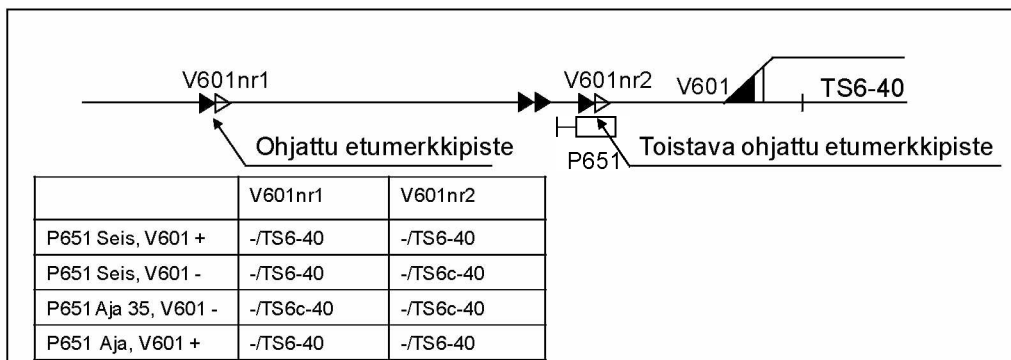 V601nr1 V601nr2 V601 TS6-40
Ohjattu etumerkkipiste P651 Toistava ohjattu etumerkkipiste
V601nr1 V601nr2
P651 Seis, V601 + -/TS6-40 -/TS6-40
P651 Seis, V601 - -/TS6-40 -/TS6c-40
P651 Aja 35, V601 - -/TS6c-40 -/TS6c-40
P651 Aja, V601 + -/TS6-40 -/TS6-40